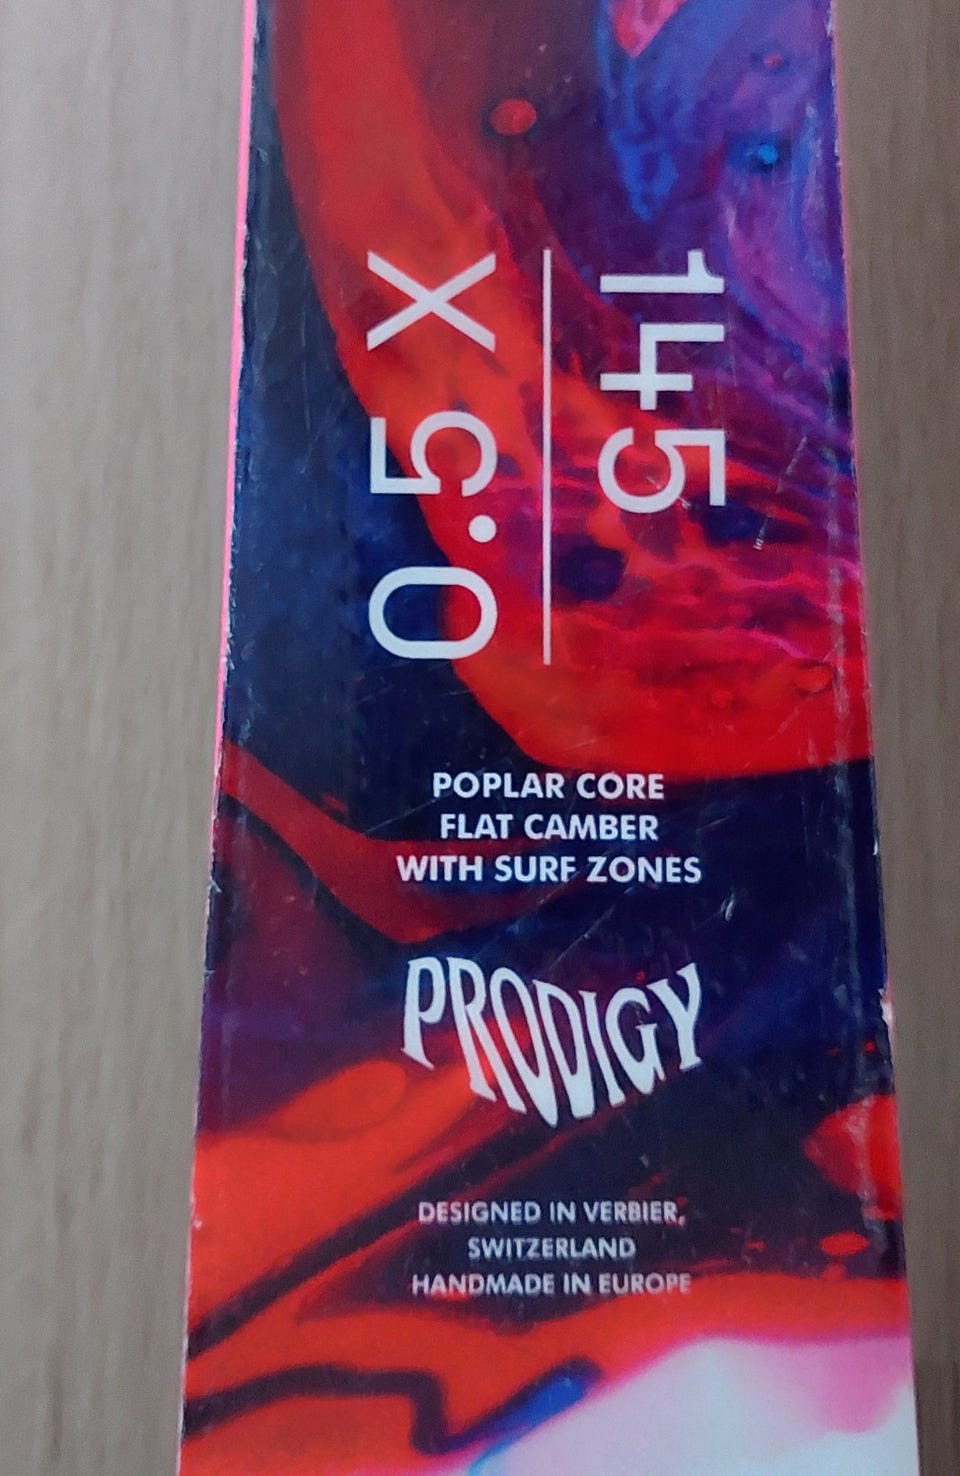 145
0.5 X
POPLAR CORE
FLAT CAMBER
WITH SURF ZONES
PRODIGY
DESIGNED IN VERBIER,
SWITZERLAND
HANDMADE IN EUROPE